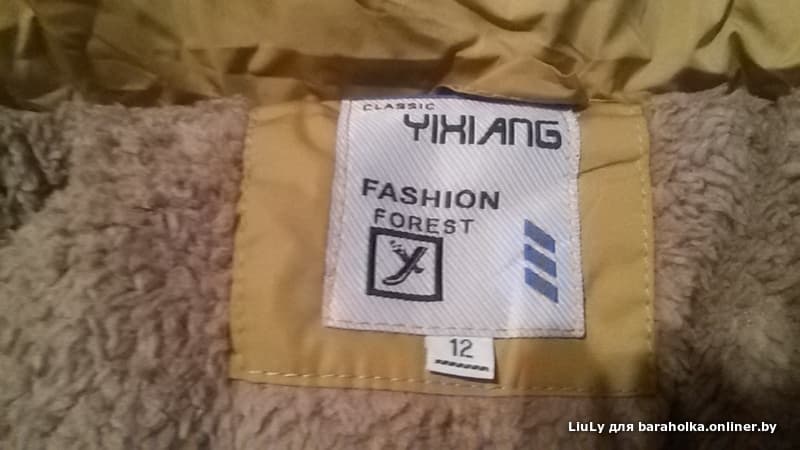 CLASSIC
YIXIANG
FASHION
FOREST
Y
12
LiuLy для baraholka.onliner.by